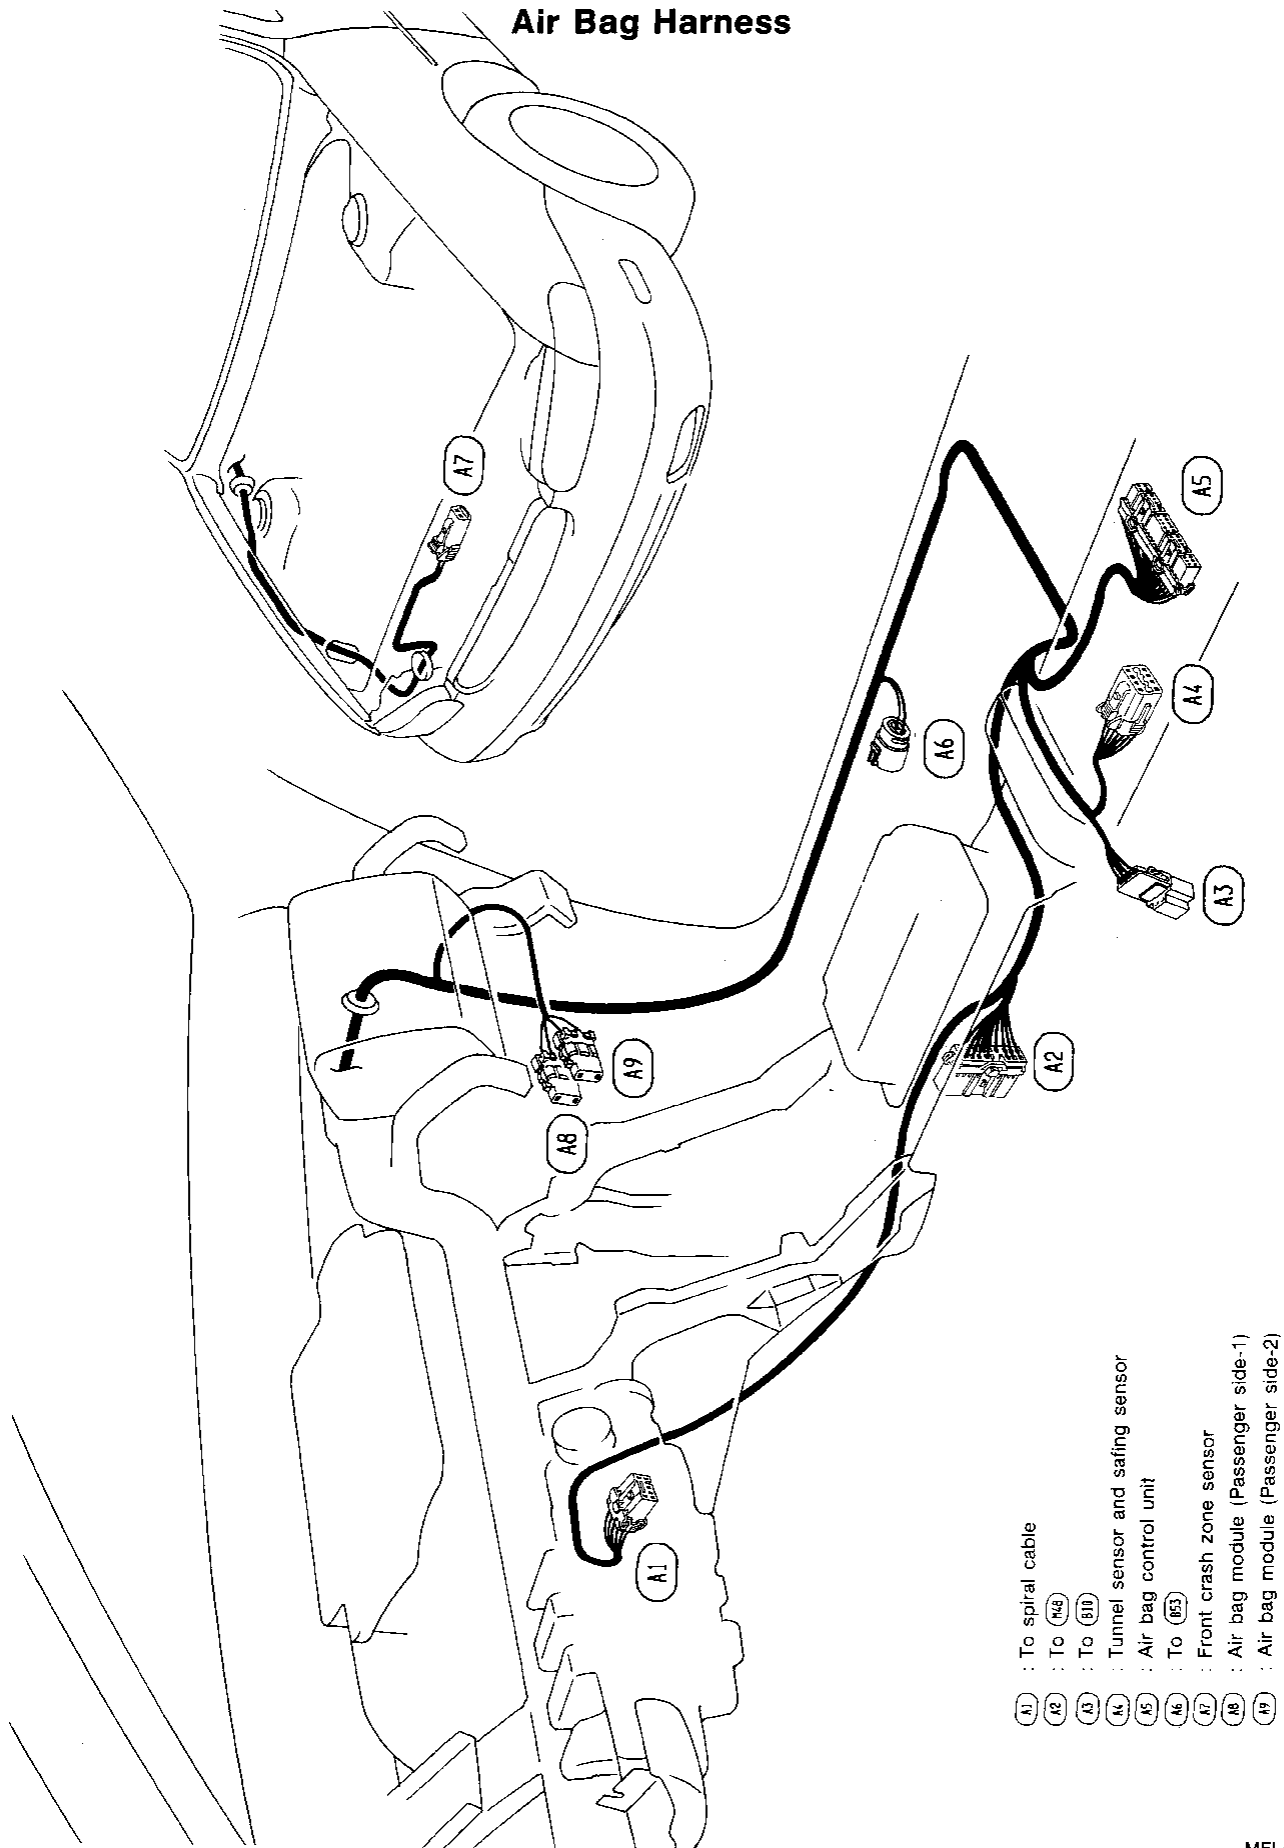 Air Bag Harness
A7
A5
A4
A6
A3
A9
A2
A8
A1
A1 : To spiral cable
A2 : To M48
A3 : To B10
A4 : Tunnel sensor and safing sensor
A5 : Air bag control unit
A6 : To B53
A7 : Front crash zone sensor
A8 : Air bag module (Passenger side-1)
A9 : Air bag module (Passenger side-2)